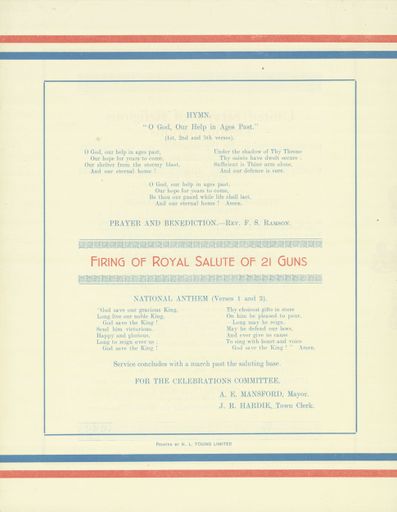 HYMN.
"O God, Our Help in Ages Past."
(1st, 2nd and 5th verses).
O God, our help in ages past,
Our hope for years to come,
Our shelter from the stormy blast,
And our eternal home!
Under the shadow of Thy Throne
Thy saints have dwelt secure
Sufficient is Thine arm alone,
And our defence is sure.
O God, our help in ages past,
Our hope for years to come,
Be thou our guard while life shall last,
And our eternal home! Amen.
PRAYER AND BENEDICTION.—Rev. F. S. Ramson.
FIRING OF ROYAL SALUTE OF 21 GUNS
NATIONAL ANTHEM (Verses 1 and 3).
"God save our gracious King,
Long live our noble King,
God save the King!
Send him victorious,
Happy and glorious,
Long to reign over us;
God save the King!
Thy choicest gifts in store
On him be pleased to pour,
Long may he reign.
May he defend our laws,
And ever give us cause
To sing with heart and voice
God save the King!" Amen.
Service concludes with a march past the saluting base.
FOR THE CELEBRATIONS COMMITTEE.
A. E. MANSFORD, Mayor.
J. R. HARDIE, Town Clerk.
PRINTED BY H. L. YOUNG LIMITED